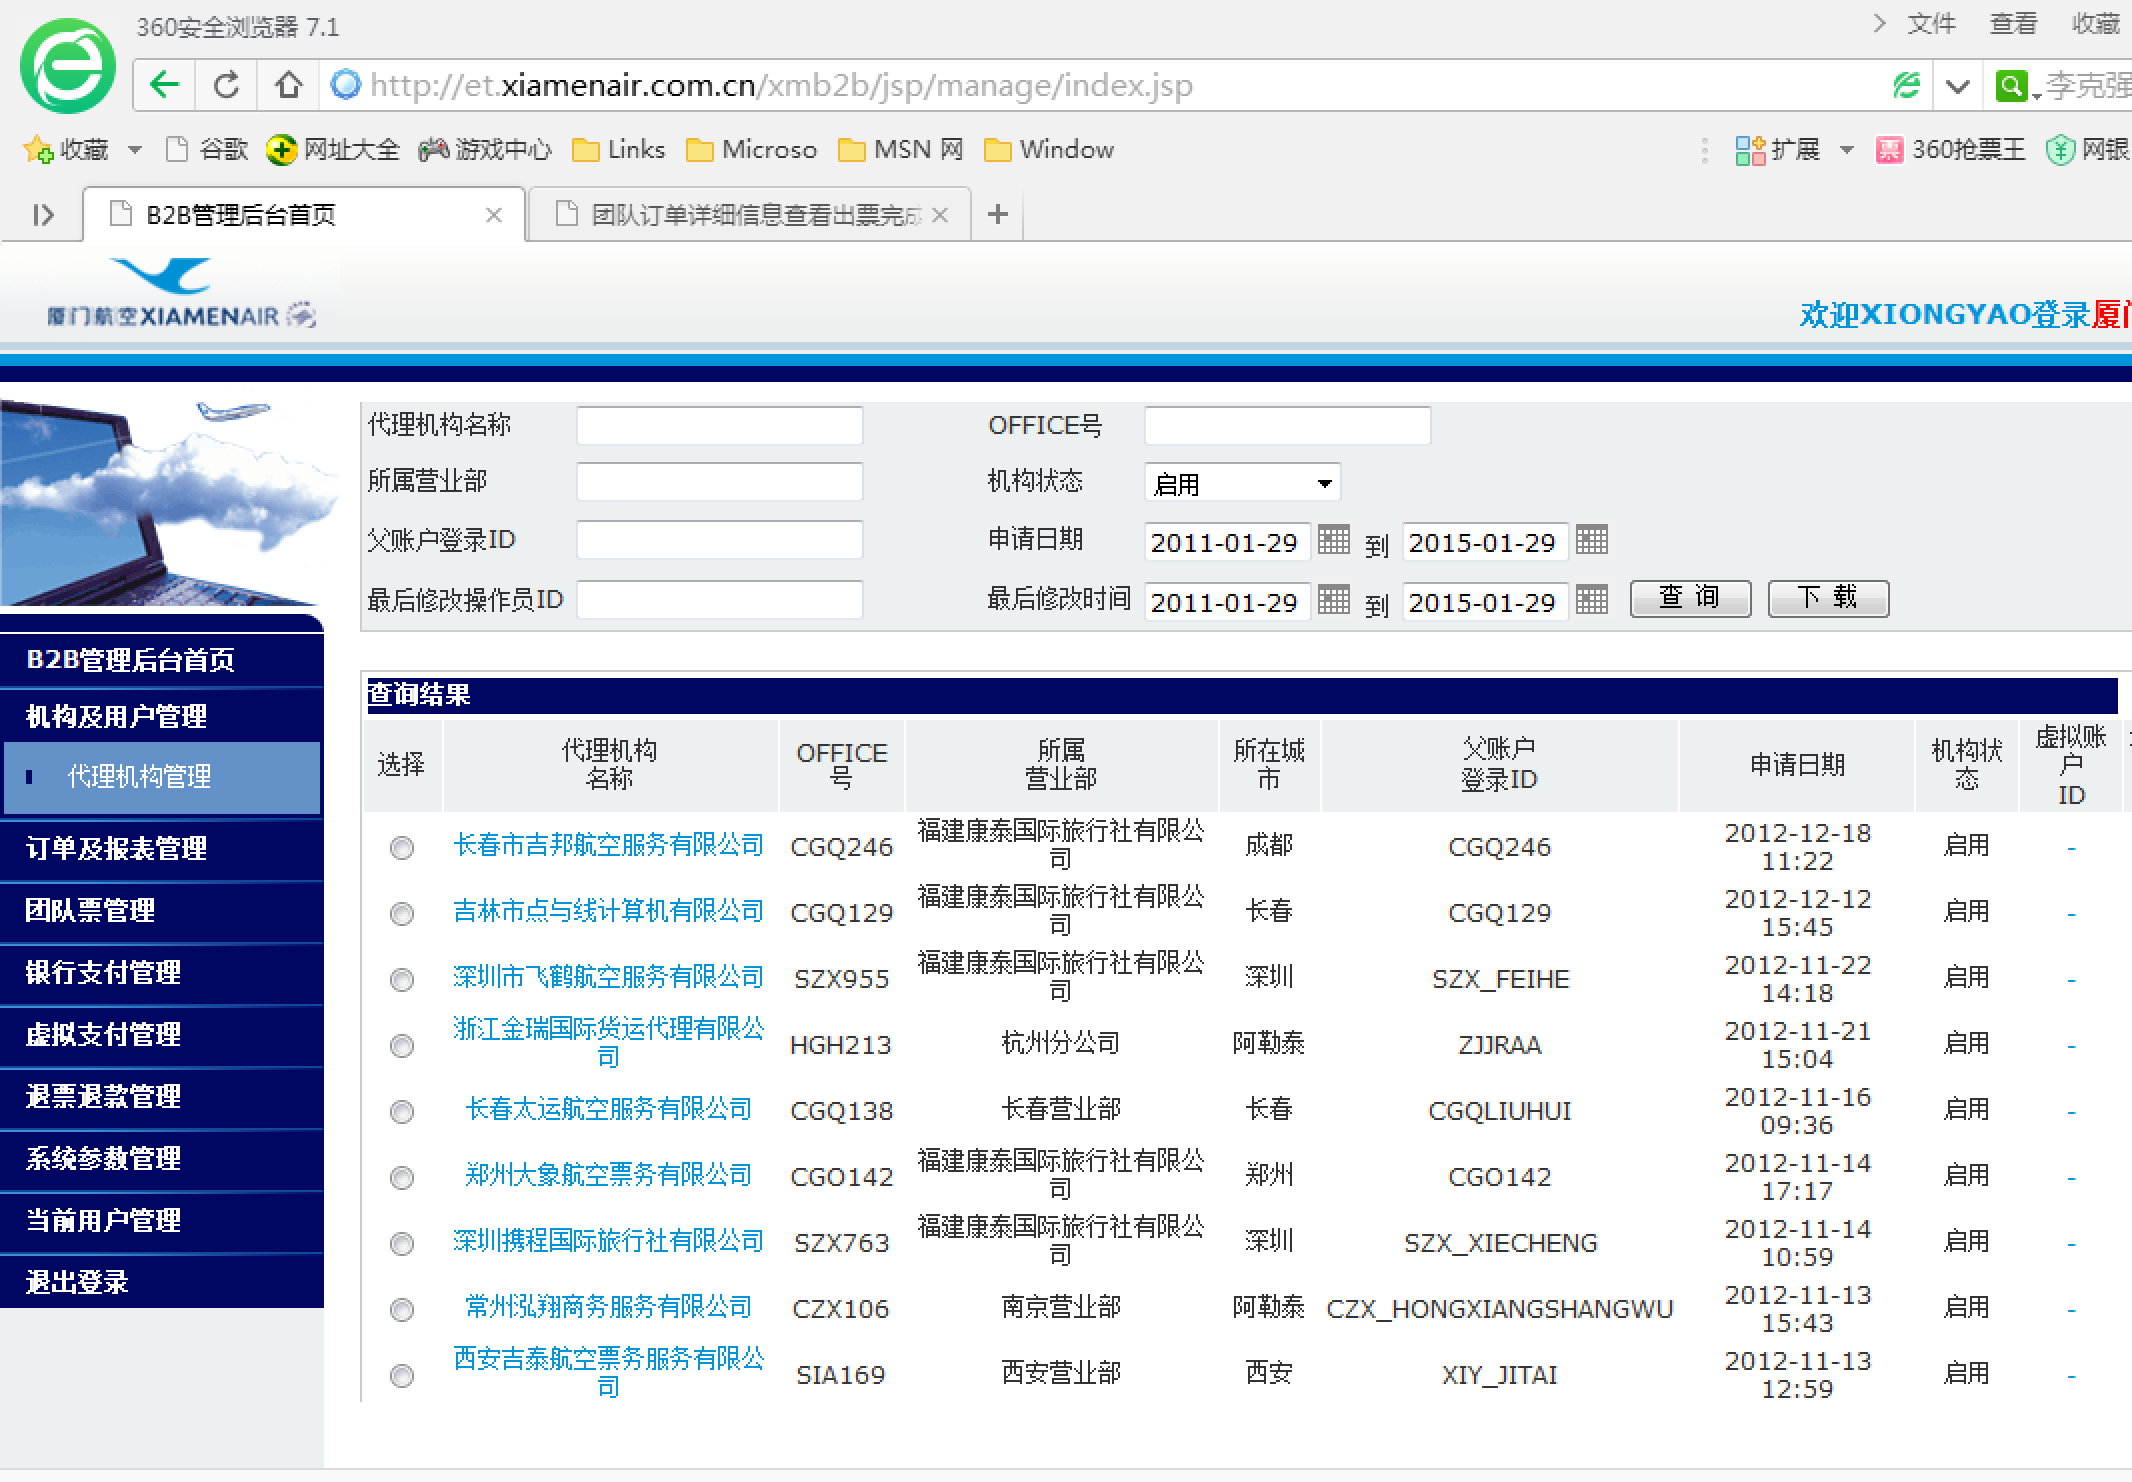 360安全浏览器 7.1
文件 查看 收藏
http://et.xiamenair.com.cn/xmb2b/jsp/manage/index.jsp
李克强
收藏 谷歌 网址大全 游戏中心 Links Microso MSN 网 Window 扩展 360抢票王 网银
B2B管理后台首页 团队订单详细信息查看出票完成
厦门航空XIAMENAIR
欢迎XIONGYAO登录厦门
代理机构名称 OFFICE号
所属营业部 机构状态 启用
父账户登录ID 申请日期 2011-01-29 到 2015-01-29
最后修改操作员ID 最后修改时间 2011-01-29 到 2015-01-29 查 询 下 载
B2B管理后台首页
机构及用户管理
代理机构管理
订单及报表管理
团队票管理
银行支付管理
虚拟支付管理
退票退款管理
系统参数管理
当前用户管理
退出登录
查询结果
选择 代理机构名称 OFFICE号 所属营业部 所在城市 父账户登录ID 申请日期 机构状态 虚拟账户ID
长春市吉邦航空服务有限公司 CGQ246 福建康泰国际旅行社有限公司 成都 CGQ246 2012-12-18 11:22 启用 -
吉林市点与线计算机有限公司 CGQ129 福建康泰国际旅行社有限公司 长春 CGQ129 2012-12-12 15:45 启用 -
深圳市飞鹤航空服务有限公司 SZX955 福建康泰国际旅行社有限公司 深圳 SZX_FEIHE 2012-11-22 14:18 启用 -
浙江金瑞国际货运代理有限公司 HGH213 杭州分公司 阿勒泰 ZJJRAA 2012-11-21 15:04 启用 -
长春太运航空服务有限公司 CGQ138 长春营业部 长春 CGQLIUHUI 2012-11-16 09:36 启用 -
郑州大象航空票务有限公司 CGO142 福建康泰国际旅行社有限公司 郑州 CGO142 2012-11-14 17:17 启用 -
深圳携程国际旅行社有限公司 SZX763 福建康泰国际旅行社有限公司 深圳 SZX_XIECHENG 2012-11-14 10:59 启用 -
常州泓翔商务服务有限公司 CZX106 南京营业部 阿勒泰 CZX_HONGXIANGSHANGWU 2012-11-13 15:43 启用 -
西安吉泰航空票务服务有限公司 SIA169 西安营业部 西安 XIY_JITAI 2012-11-13 12:59 启用 -